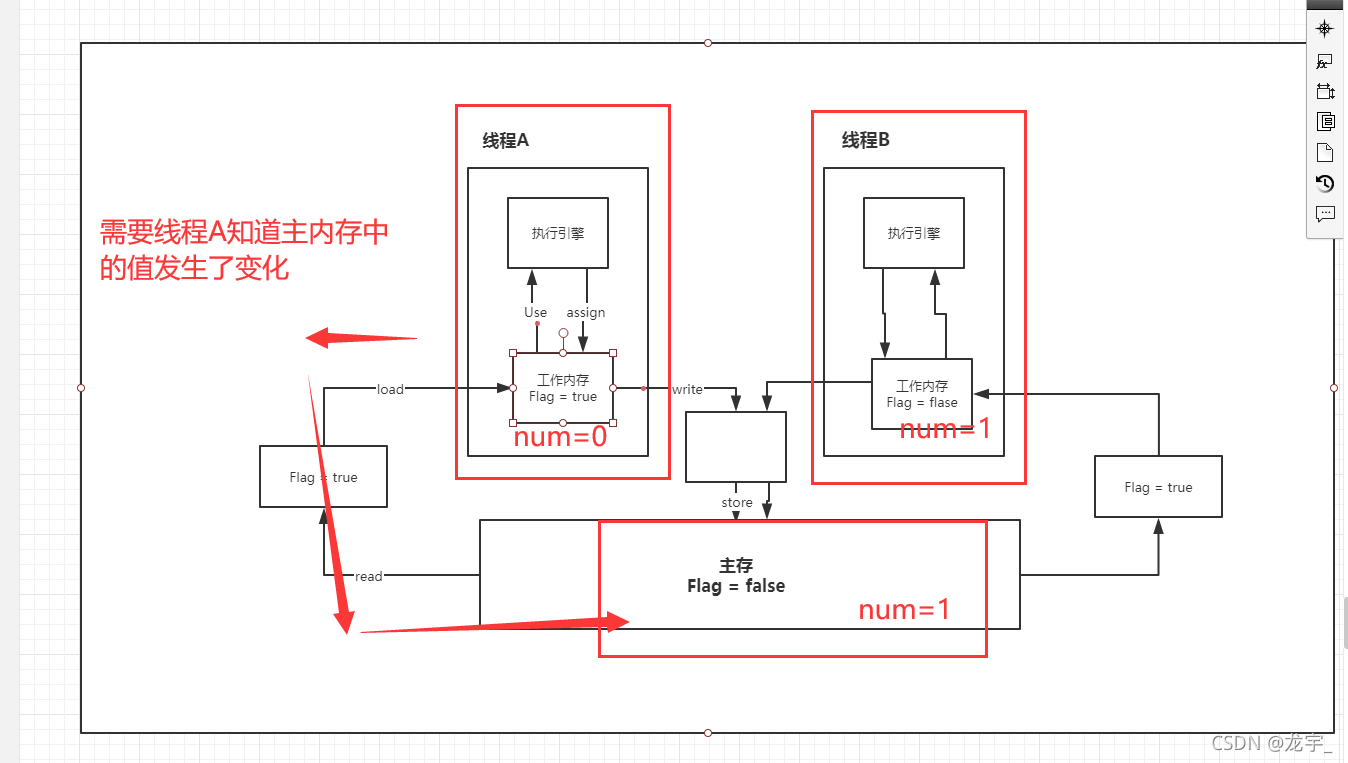 线程A
线程B
需要线程A知道主内存中
的值发生了变化
执行引擎
执行引擎
Use
assign
工作内存
Flag = true
工作内存
Flag = flase
load
write
num=0
num=1
Flag = true
Flag = true
store
read
主存
Flag = false
num=1
CSDN @龙宇_